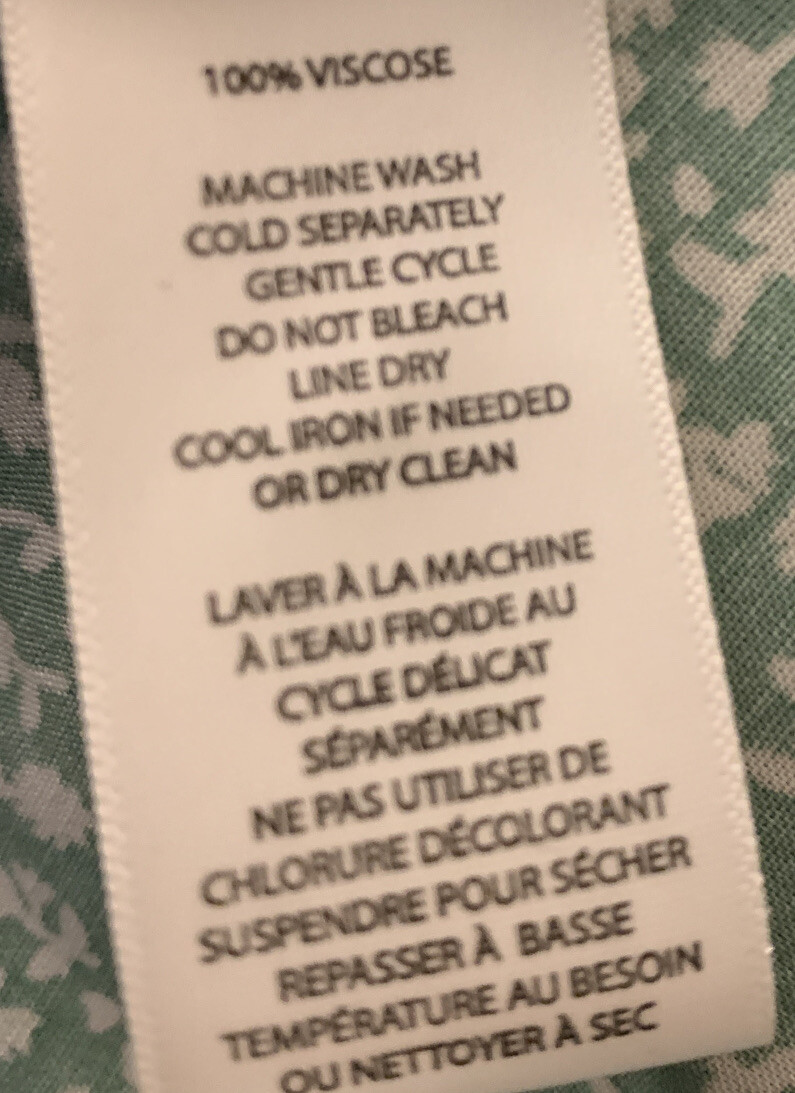 100% VISCOSE
MACHINE WASH
COLD SEPARATELY
GENTLE CYCLE
DO NOT BLEACH
LINE DRY
COOL IRON IF NEEDED
OR DRY CLEAN
LAVER À LA MACHINE
À L'EAU FROIDE AU
CYCLE DÉLICAT
SÉPARÉMENT
NE PAS UTILISER DE
CHLORURE DÉCOLORANT
SUSPENDRE POUR SÉCHER
REPASSER À BASSE
TEMPÉRATURE AU BESOIN
OU NETTOYER À SEC